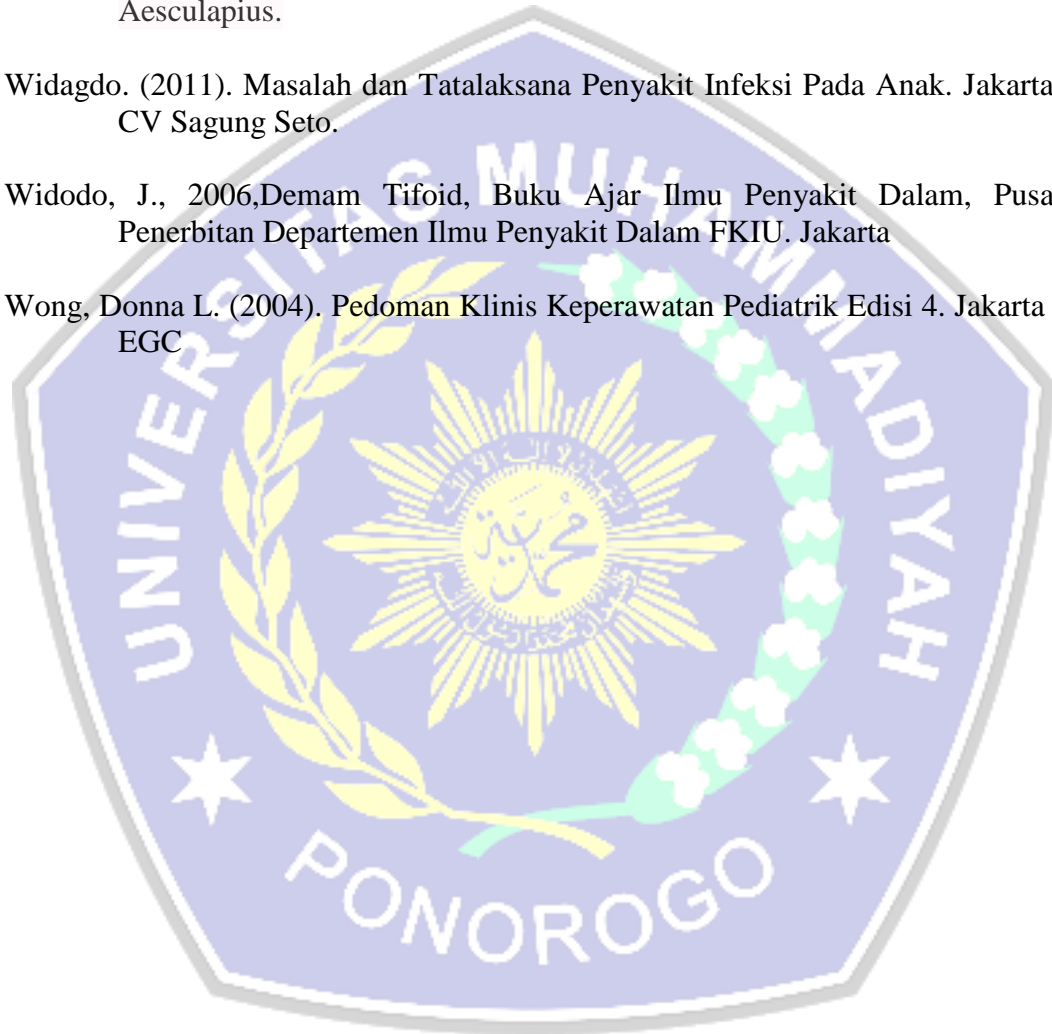 Aesculapius.
Widagdo. (2011). Masalah dan Tatalaksana Penyakit Infeksi Pada Anak. Jakarta
CV Sagung Seto.
Widodo, J., 2006,Demam Tifoid, Buku Ajar Ilmu Penyakit Dalam, Pusa
Penerbitan Departemen Ilmu Penyakit Dalam FKIU. Jakarta
Wong, Donna L. (2004). Pedoman Klinis Keperawatan Pediatrik Edisi 4. Jakarta
EGC
UNIVERSITAS MUHAMMADIYAH
PONOROGO
محمدية